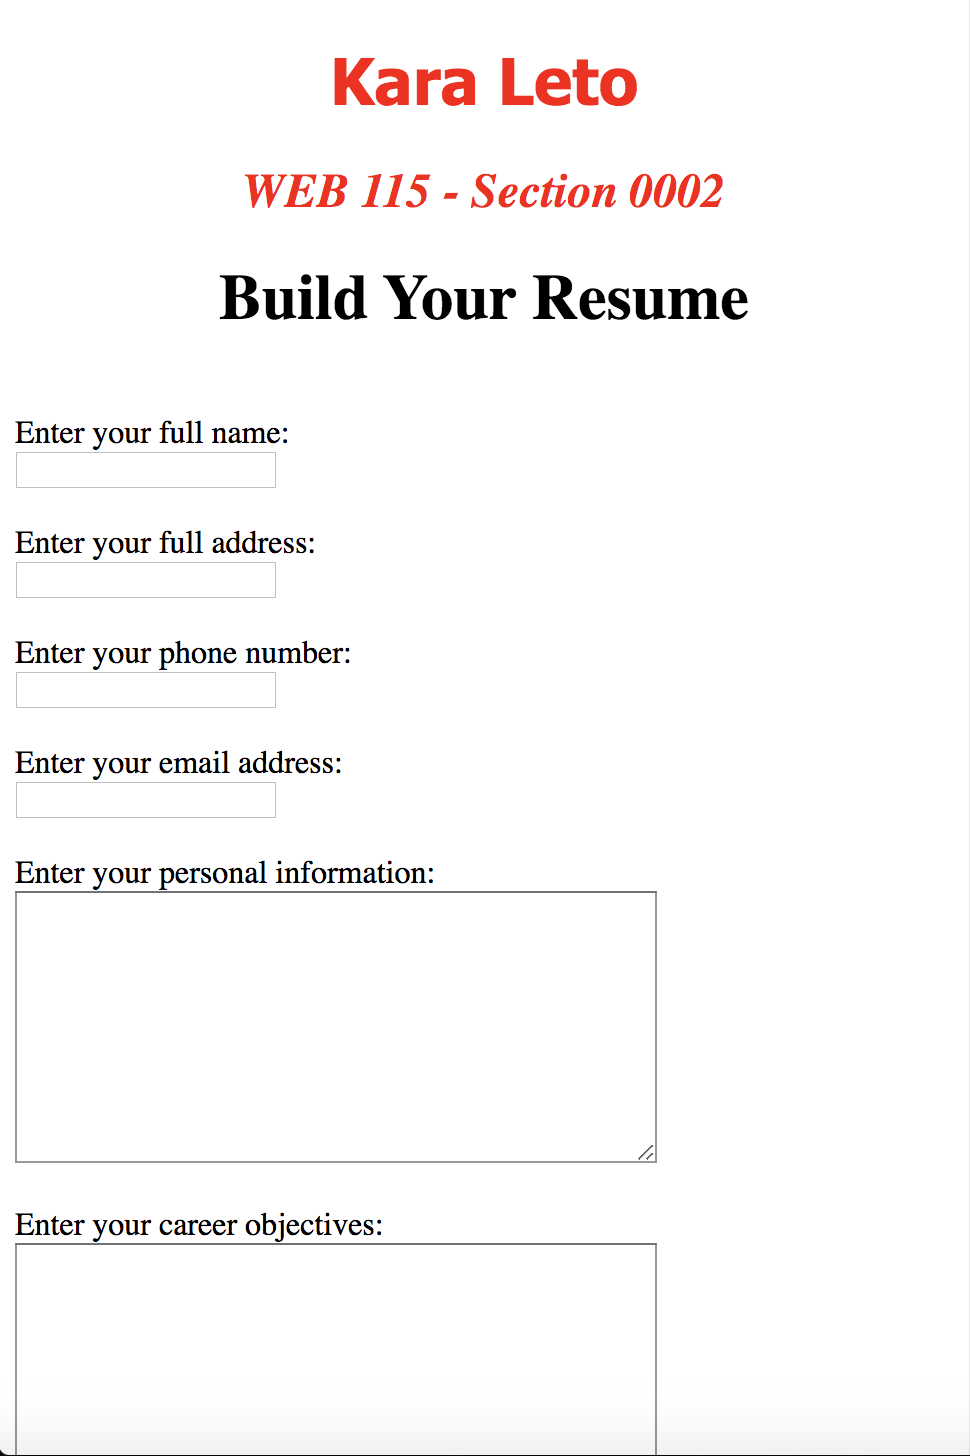 Kara Leto
WEB 115 - Section 0002
Build Your Resume
Enter your full name:
Enter your full address:
Enter your phone number:
Enter your email address:
Enter your personal information:
Enter your career objectives: